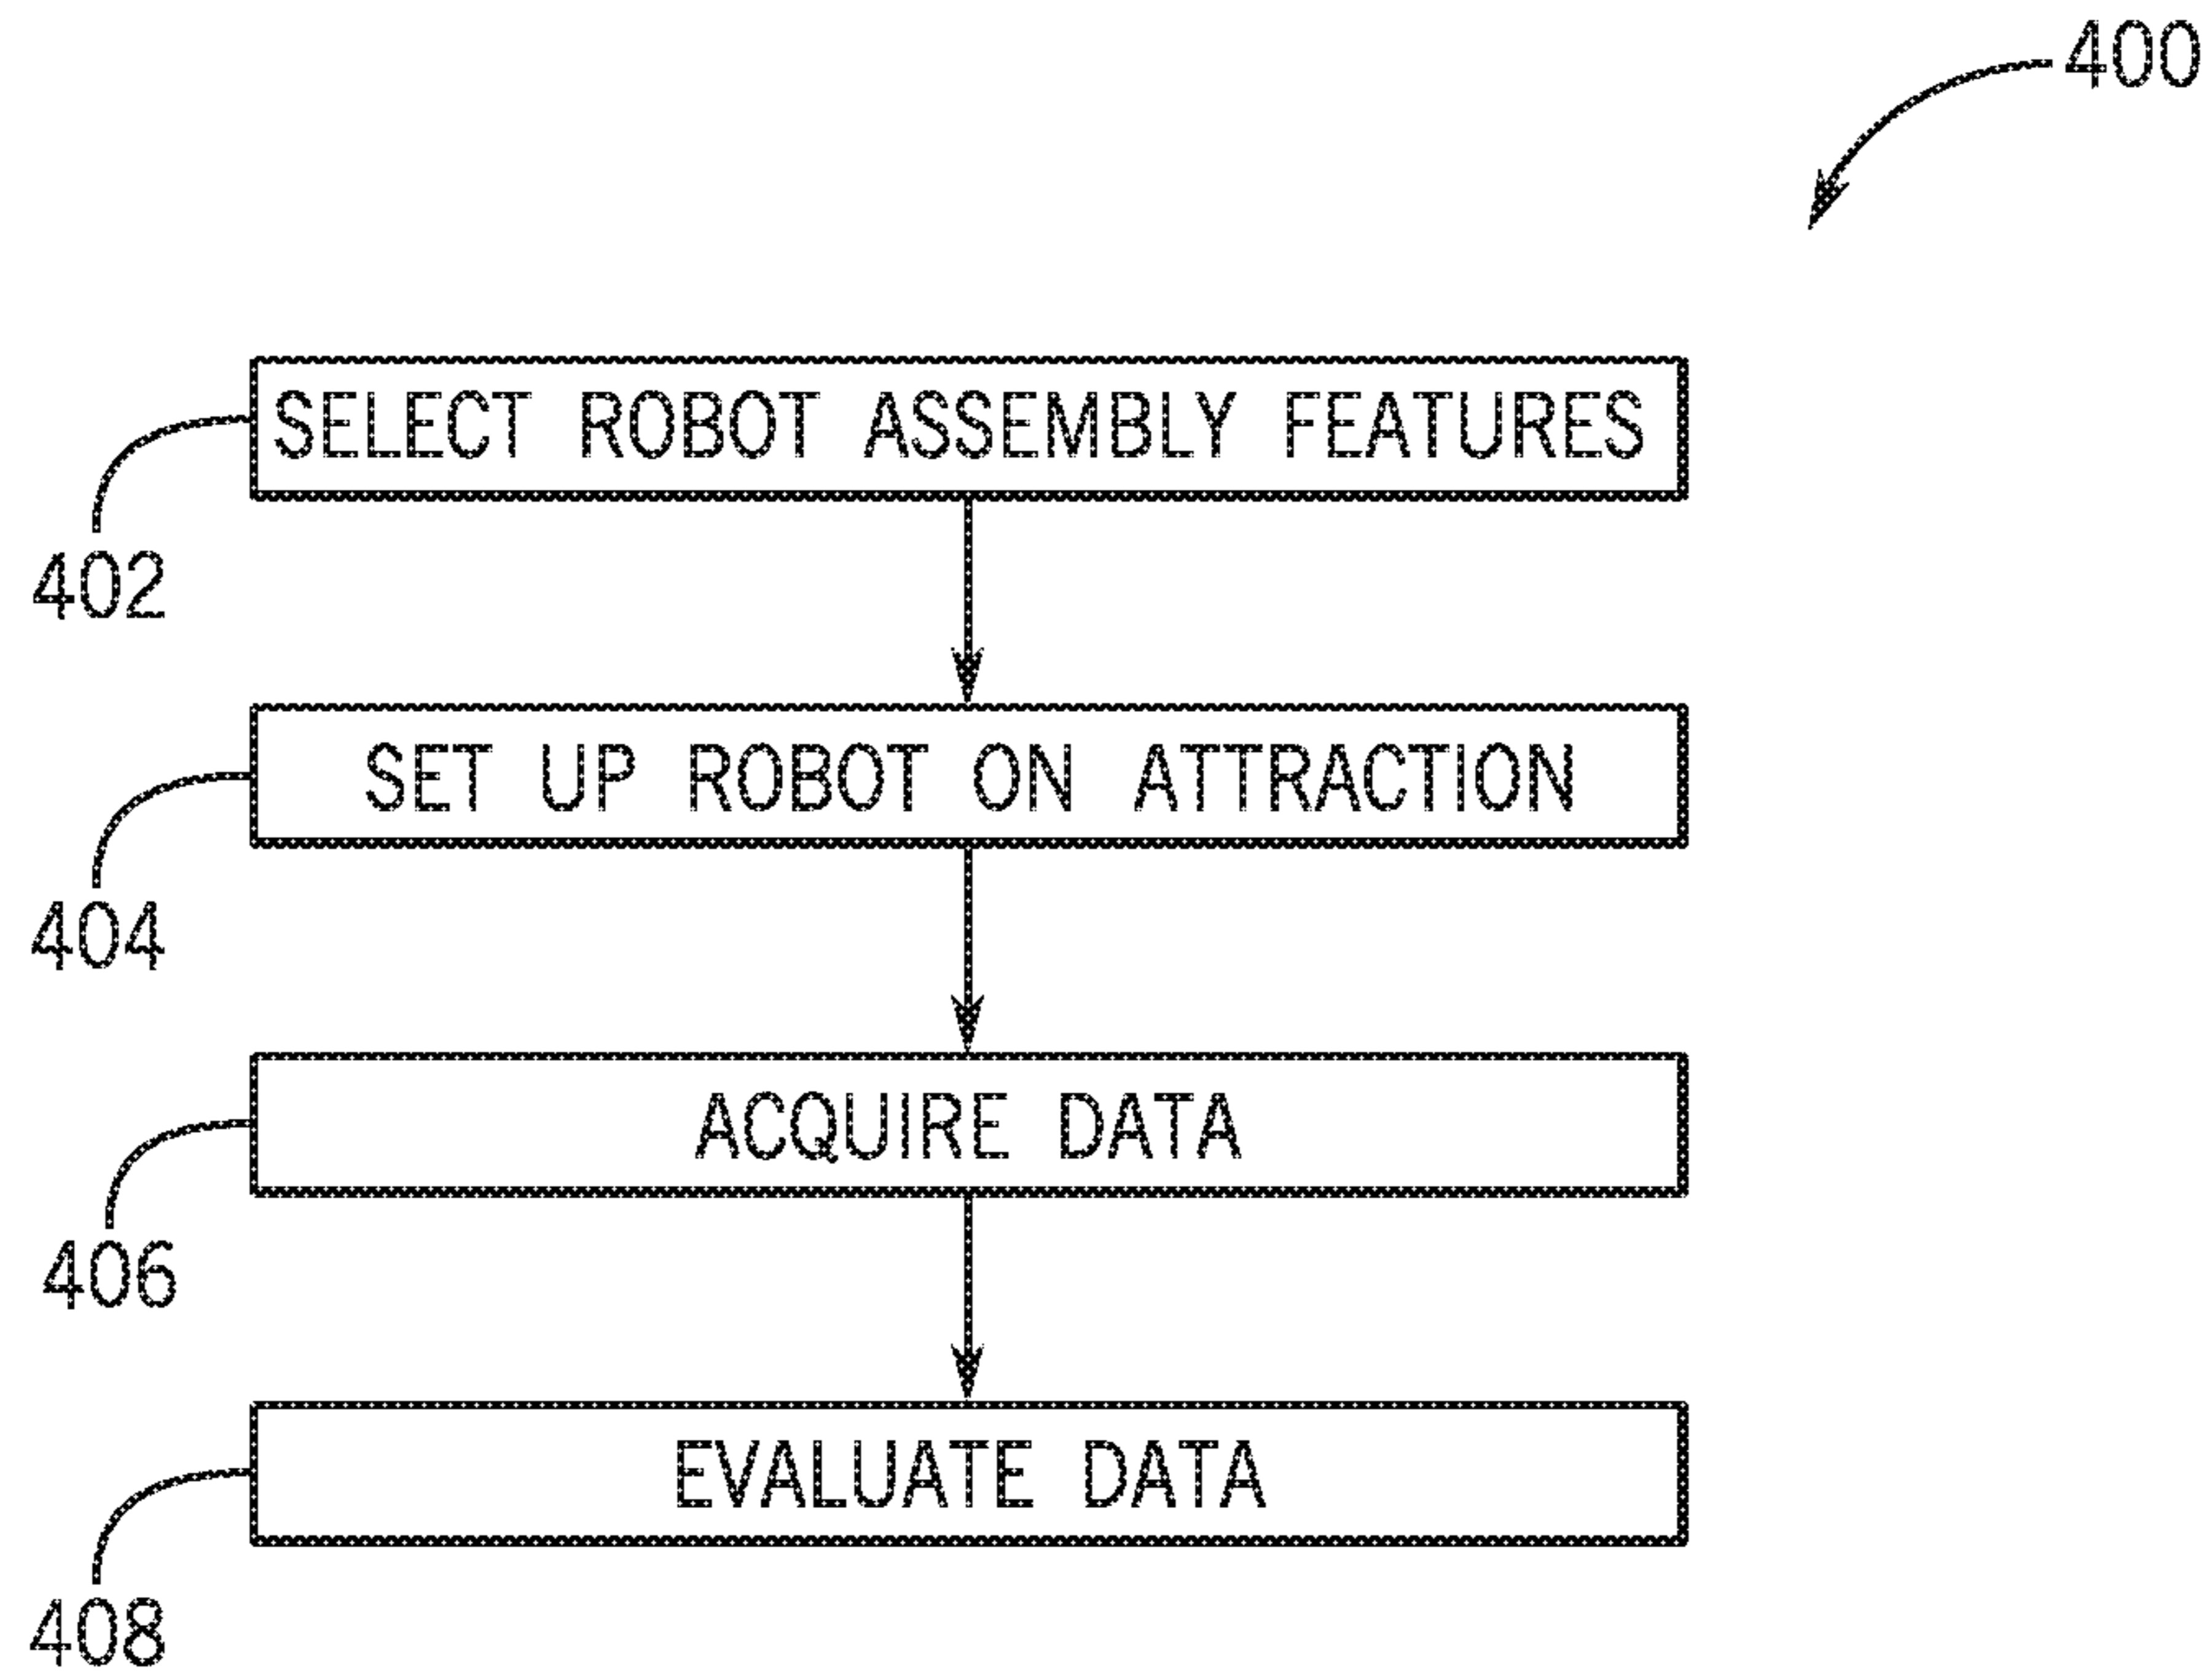 400
SELECT ROBOT ASSEMBLY FEATURES
402
SET UP ROBOT ON ATTRACTION
404
ACQUIRE DATA
406
EVALUATE DATA
408